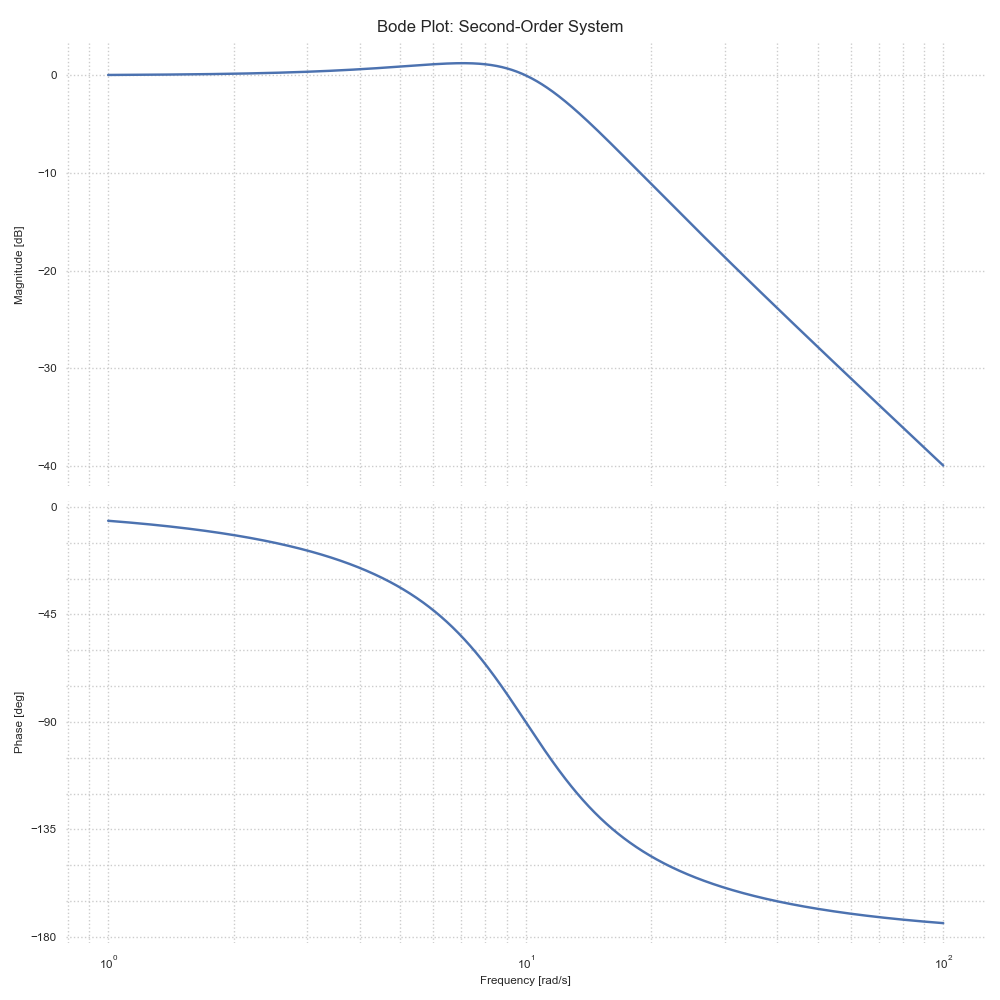 Bode Plot: Second-Order System
0
−10
−20
−30
−40
Magnitude [dB]
0
−45
−90
−135
−180
Phase [deg]
10⁰ 10¹ 10²
Frequency [rad/s]